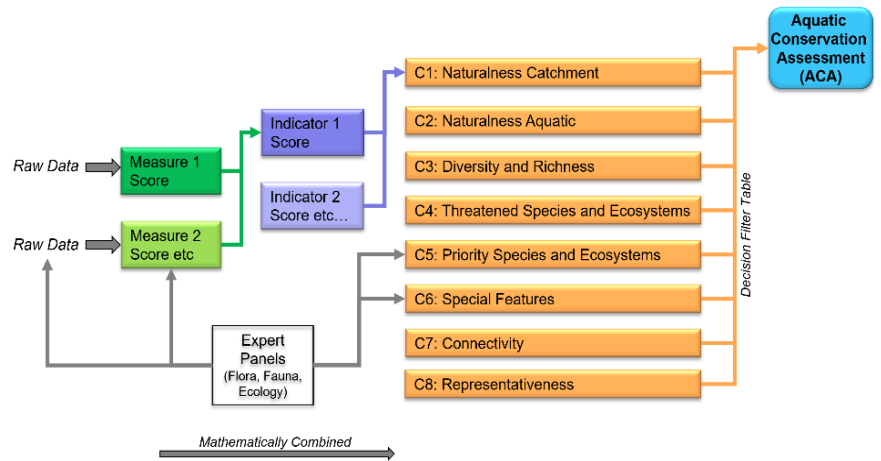 Aquatic
Conservation
Assessment
(ACA)
C1: Naturalness Catchment
Indicator 1
Score
C2: Naturalness Aquatic
Raw Data
Measure 1
Score
C3: Diversity and Richness
Indicator 2
Score etc...
C4: Threatened Species and Ecosystems
Raw Data
Measure 2
Score etc
C5: Priority Species and Ecosystems
C6: Special Features
Decision Filter Table
Expert
Panels
(Flora, Fauna,
Ecology)
C7: Connectivity
C8: Representativeness
Mathematically Combined